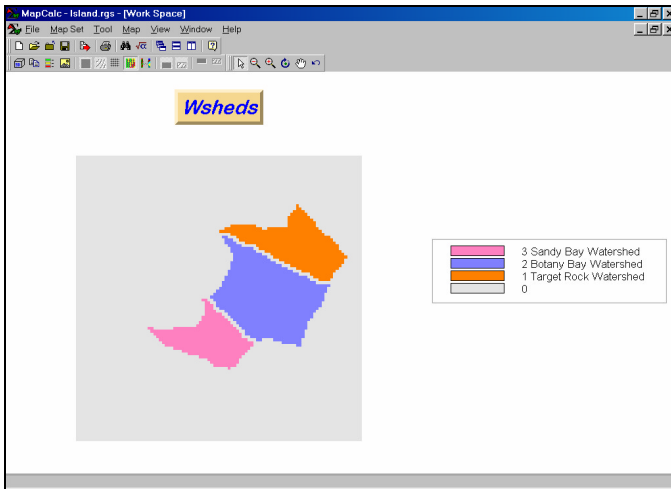 MapCalc - Island.rgs - [Work Space]
File Map Set Tool Map View Window Help
Wsheds
3 Sandy Bay Watershed
2 Botany Bay Watershed
1 Target Rock Watershed
0